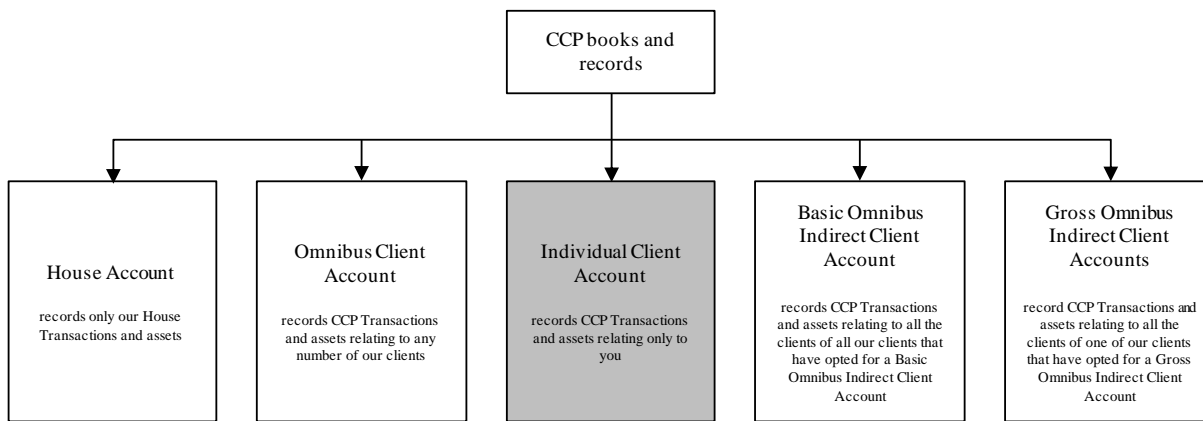 CCP books and
records
House Account
records only our House
Transactions and assets
Omnibus Client
Account
records CCP Transactions
and assets relating to any
number of our clients
Individual Client
Account
records CCP Transactions
and assets relating only to
you
Basic Omnibus
Indirect Client
Account
records CCP Transactions
and assets relating to all the
clients of all our clients that
have opted for a Basic
Omnibus Indirect Client
Account
Gross Omnibus
Indirect Client
Accounts
record CCP Transactions and
assets relating to all the
clients of one of our clients
that have opted for a Gross
Omnibus Indirect Client
Account